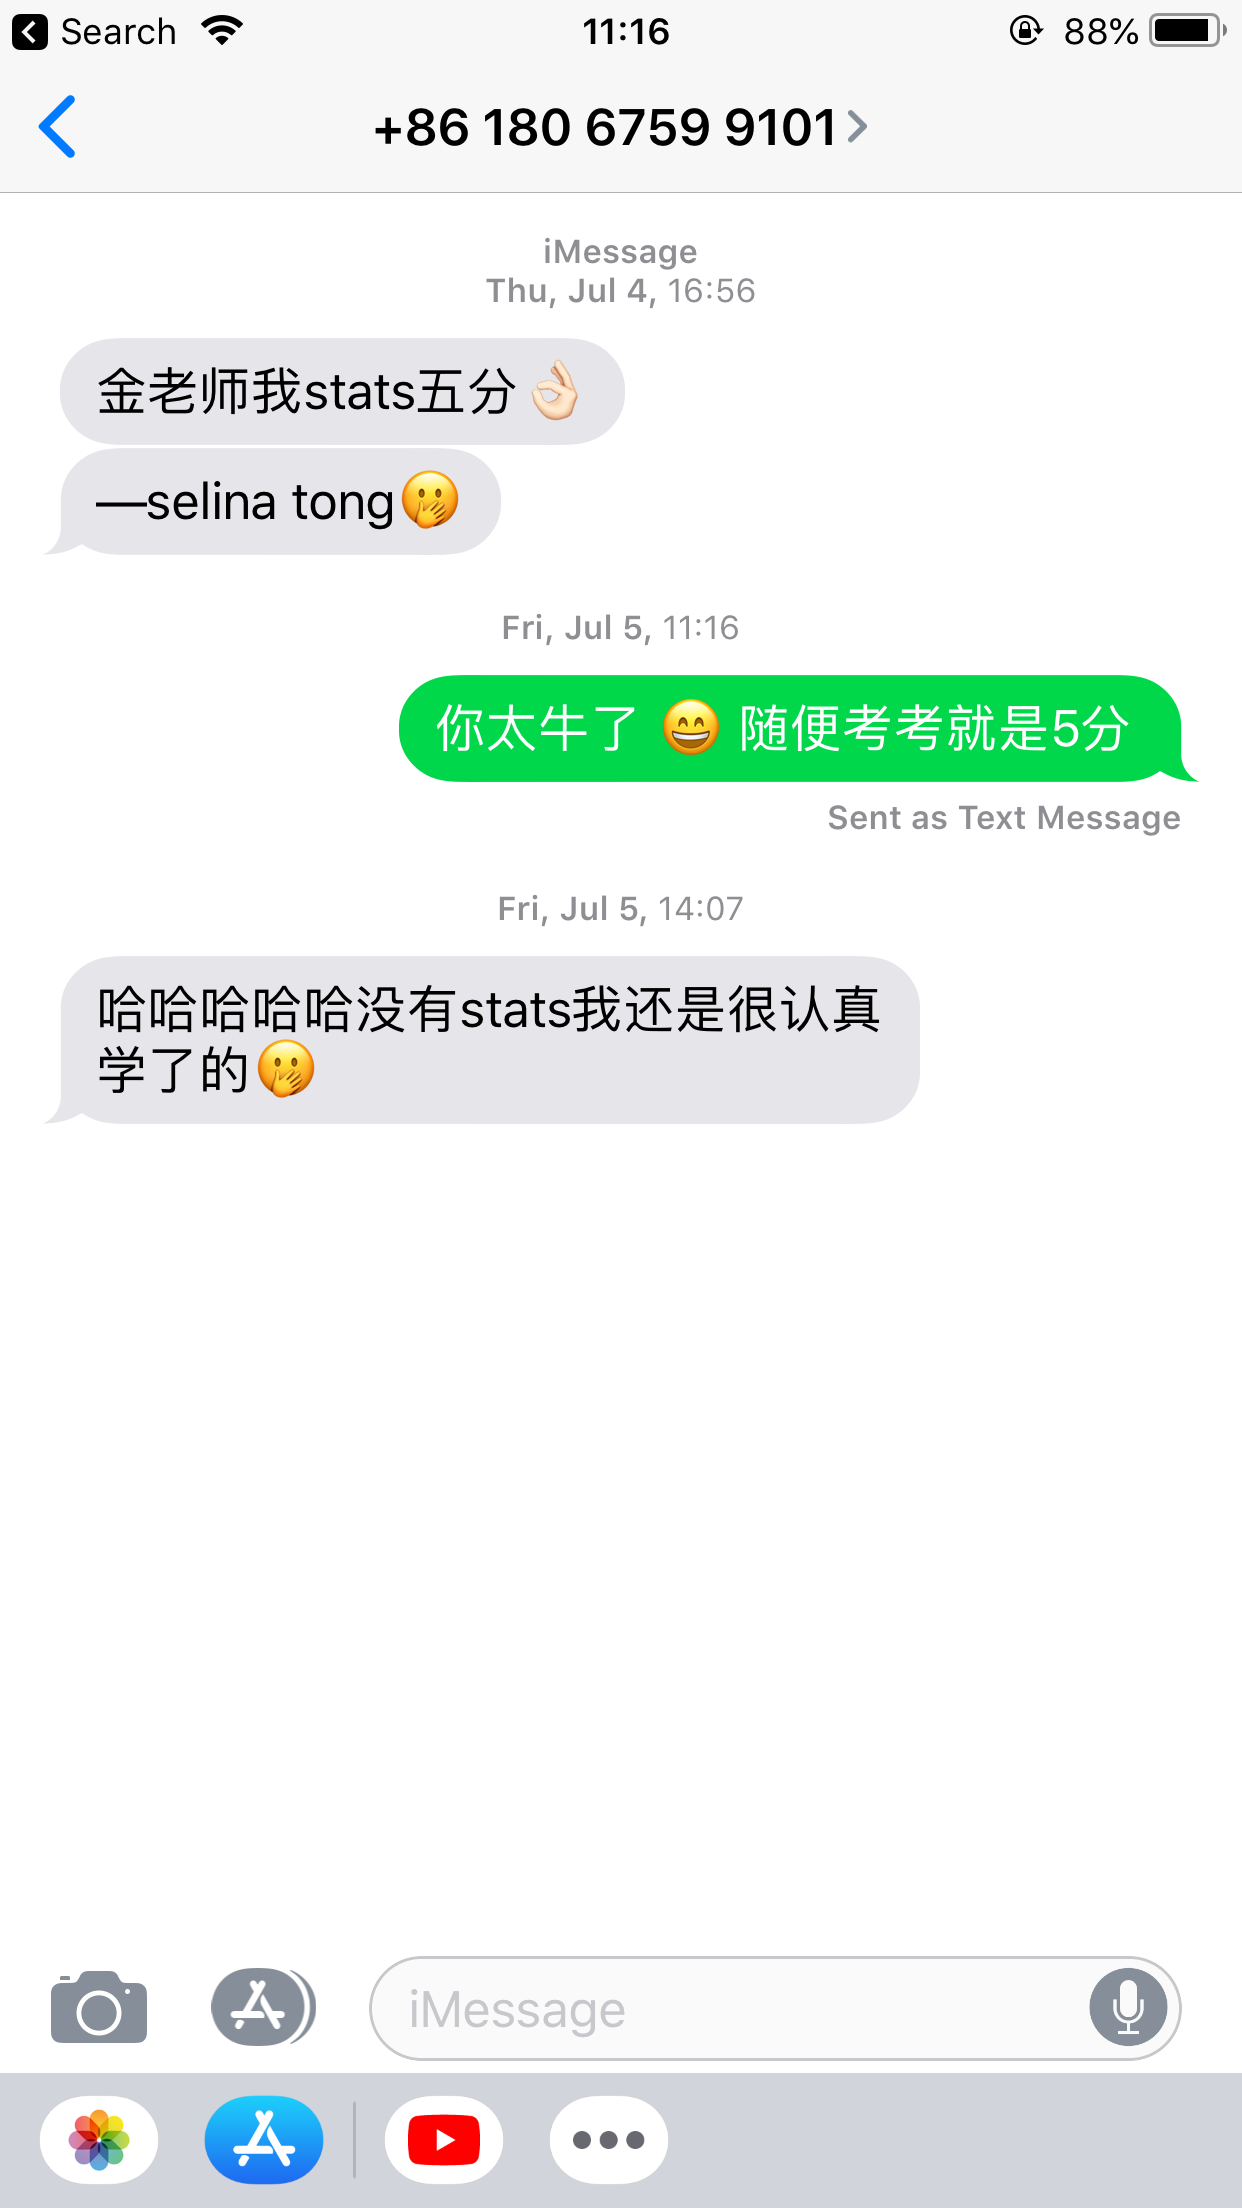 Search
11:16
88%
+86 180 6759 9101
iMessage
Thu, Jul 4, 16:56
金老师我stats五分👌🏻
—selina tong🤭
Fri, Jul 5, 11:16
你太牛了 😄 随便考考就是5分
Sent as Text Message
Fri, Jul 5, 14:07
哈哈哈哈哈没有stats我还是很认真
学了的🤭
iMessage